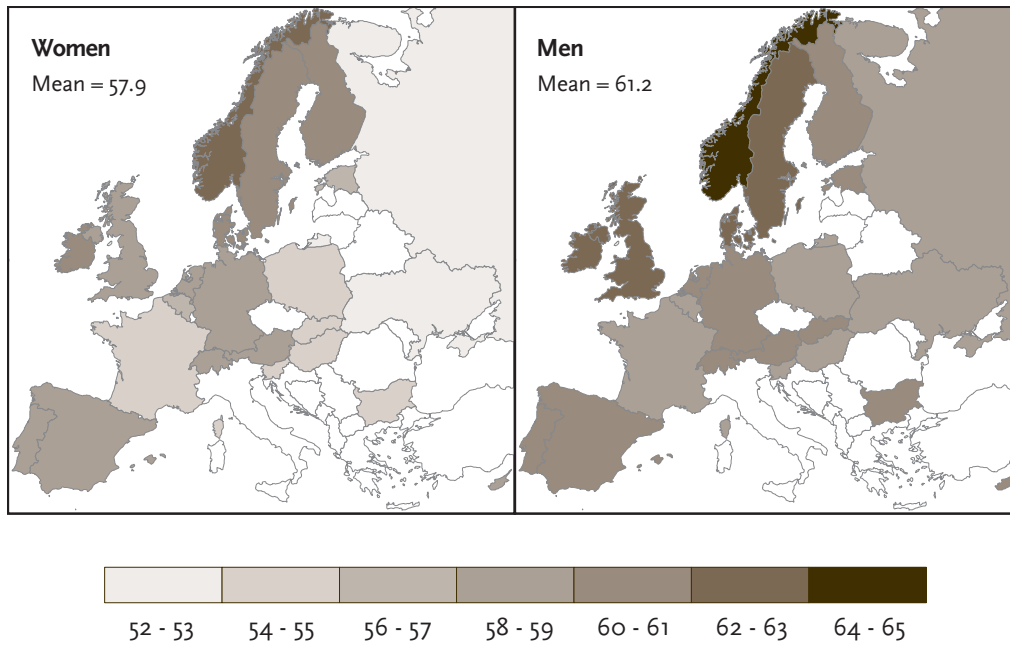 Women
Mean = 57.9
Men
Mean = 61.2
52 - 53
54 - 55
56 - 57
58 - 59
60 - 61
62 - 63
64 - 65